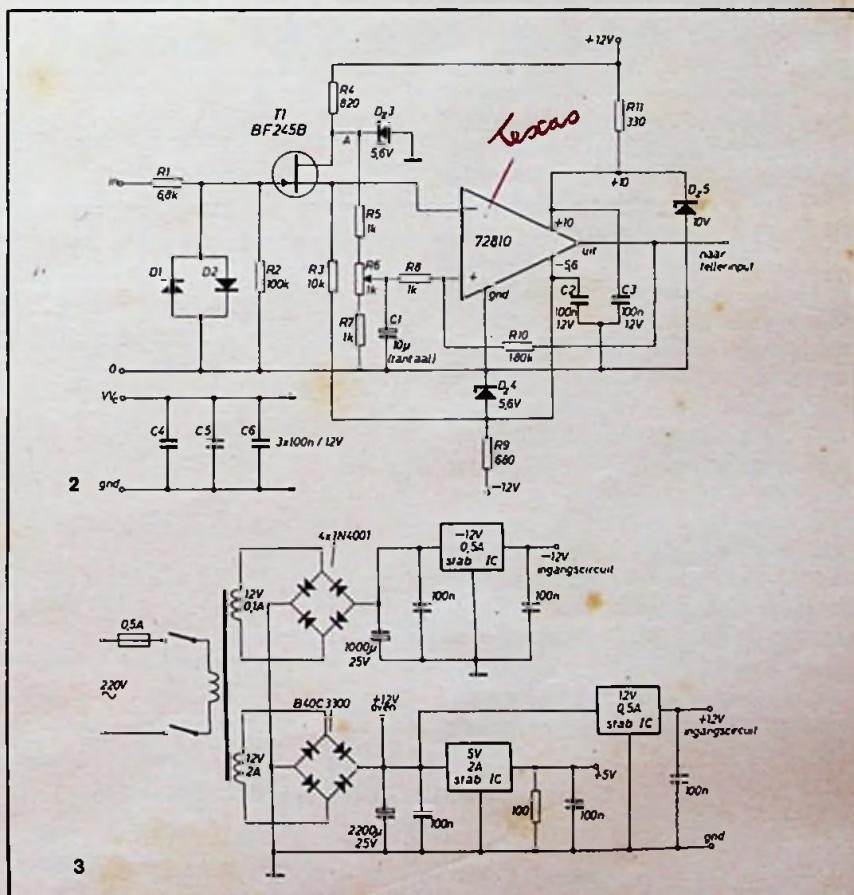 +12V
R4
820
R11
330
T1
BF245B
DZ3
A
5,6V
Texas
+10
DZ5
10V
R1
6,8k
in
R5
1k
72810
+10
uit
naar
tellerinput
-5,6
D1
D2
R2
100k
R3
10k
R6
1k
R8
1k
+
gnd
C2
100n
12V
C3
100n
12V
R7
1k
C1
10µ
(tantaal)
R10
180k
0
DZ4
5,6V
C4
C5
C6
3x100n / 12V
R9
680
2
gnd
-12V
4x1N4001
-12V
0,5A
stab IC
-12V
ingangscircuit
12V
0,1A
100n
100n
0,5A
1000µ
25V
220V
~
B40C3300
+12V
oven
12V
0,5A
stab IC
+12V
ingangscircuit
12V
2A
5V
2A
stab IC
+5V
100
100n
100n
100n
2200µ
25V
gnd
3